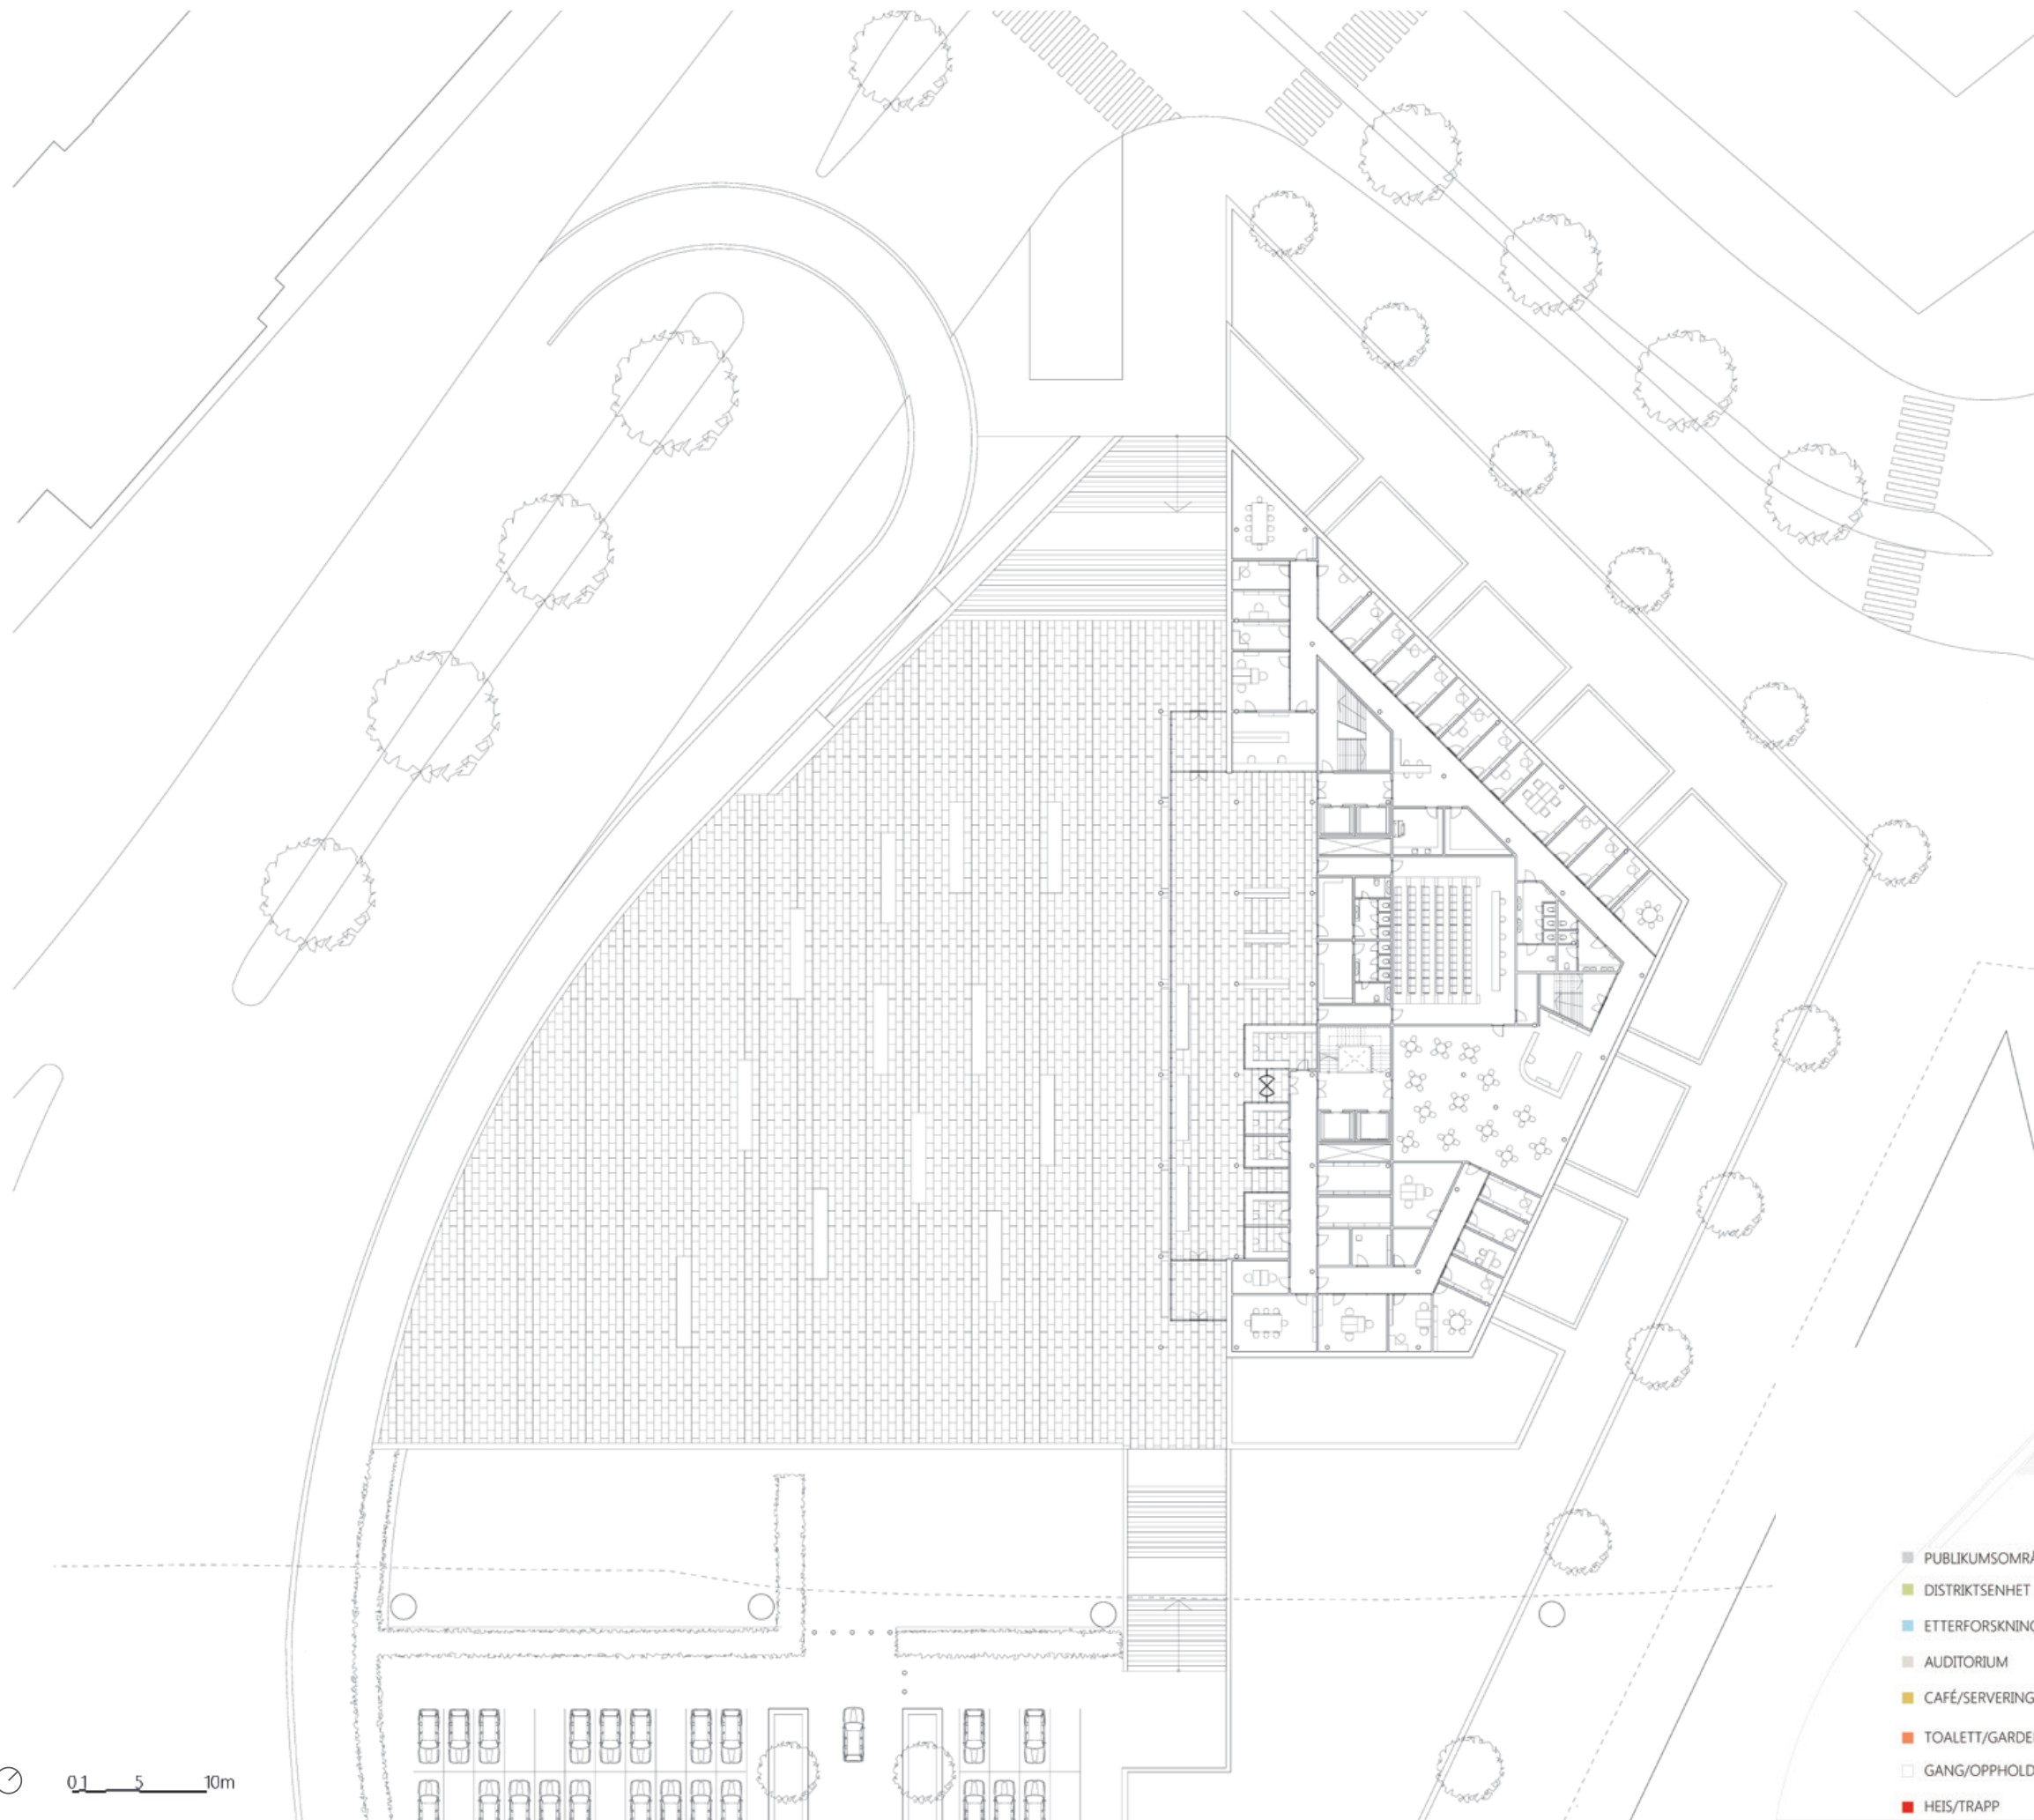 0 1 5 10m
PUBLIKUMSOMRÅ
DISTRIKTSENHET
ETTERFORSKNING
AUDITORIUM
CAFÉ/SERVERING
TOALETT/GARDE
GANG/OPPHOLD
HEIS/TRAPP